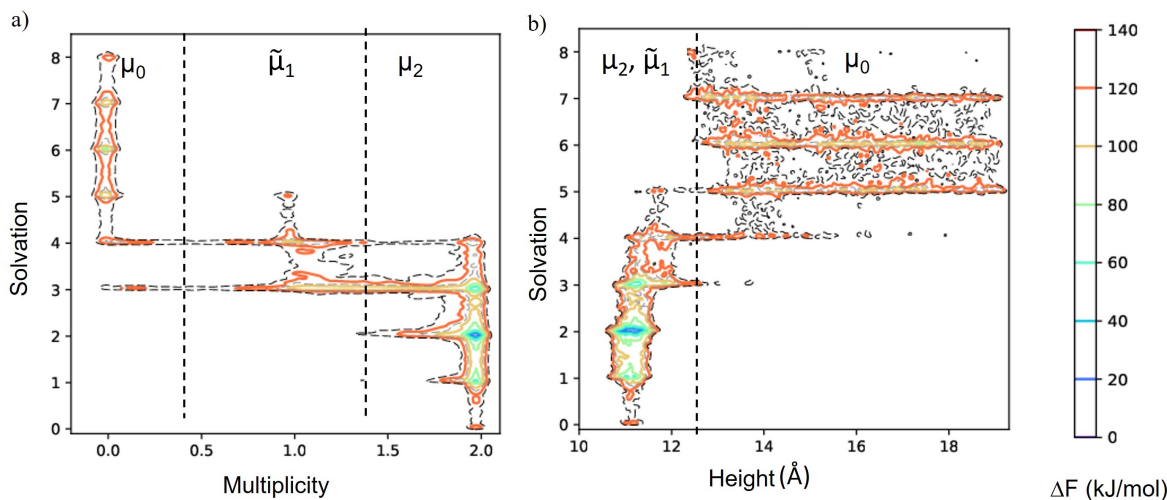 a)
μ₀
μ̃₁
μ₂
8
7
6
5
4
3
2
1
0
Solvation
0.0 0.5 1.0 1.5 2.0
Multiplicity
b)
μ₂, μ̃₁
μ₀
8
7
6
5
4
3
2
1
0
Solvation
10 12 14 16 18
Height (Å)
140
120
100
80
60
40
20
0
ΔF (kJ/mol)